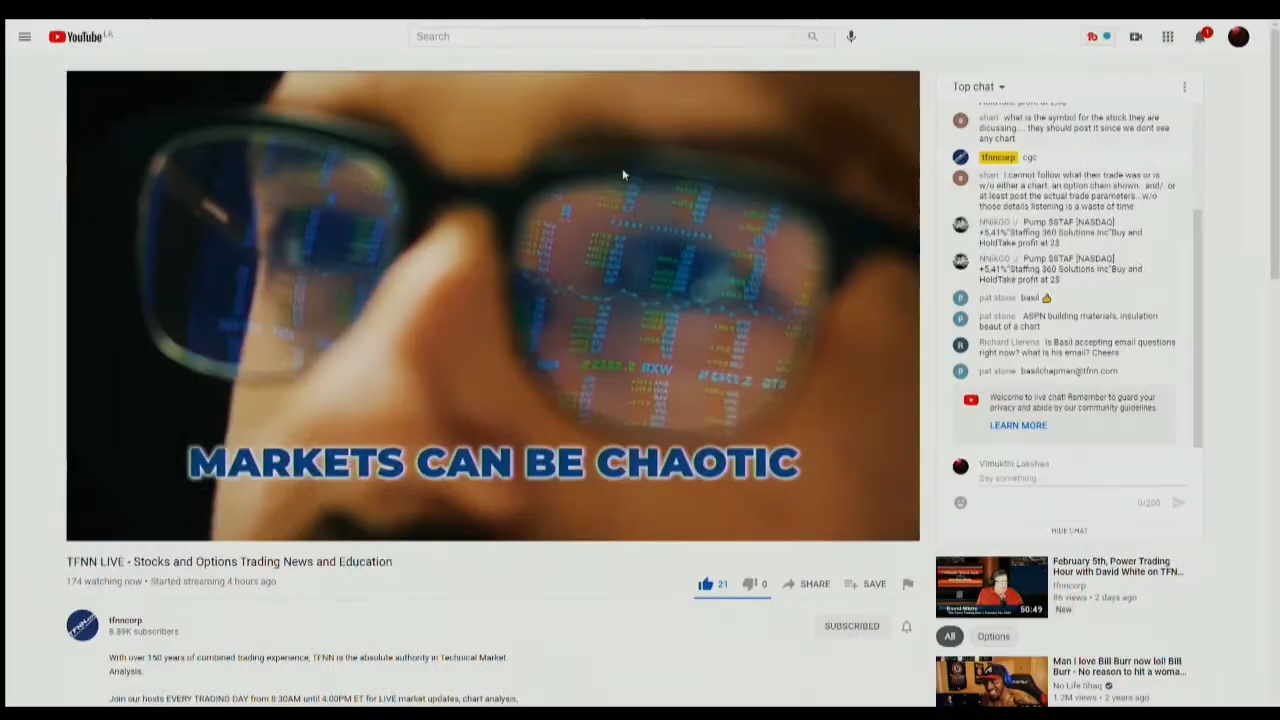 YouTube LK
Search
1
MARKETS CAN BE CHAOTIC
TFNN LIVE - Stocks and Options Trading News and Education
174 watching now • Started streaming 4 hours ago
21
0
SHARE
SAVE
tfnncorp
8.89K subscribers
SUBSCRIBED
With over 150 years of combined trading experience, TFNN is the absolute authority in Technical Market
Analysis.
Join our hosts EVERY TRADING DAY from 8:30AM until 4:00PM ET for LIVE market updates, chart analysis,
Top chat
shari what is the symbol for the stock they are
dicussing.... they should post it since we dont see
any chart
tfnncorp cgc
shari I cannot follow what their trade was or is
w/o either a chart, an option chain shown and/. or
at least post the actual trade parameters.. w/o
those details listening is a waste of time
Pump $STAF [NASDAQ]
+5,41%"Staffing 360 Solutions Inc"Buy and
HoldTake profit at 2$
Pump $STAF [NASDAQ]
+5,41%"Staffing 360 Solutions Inc"Buy and
HoldTake profit at 2$
pat stone basil 👍
pat stone ASPN building materials, insulation
beaut of a chart
Richard Llerena Is Basil accepting email questions
right now? what is his email? Cheers
pat stone basilchapman@tfnn.com
Welcome to live chat! Remember to guard your
privacy and abide by our community guidelines.
LEARN MORE
Vimukthi Lakshan
Say something...
0/200
HIDE CHAT
February 5th, Power Trading
Hour with David White on TFN...
tfnncorp
86 views • 2 days ago
New
David White
50:49
All
Options
Man I love Bill Burr now lol! Bill
Burr - No reason to hit a woma...
No Life Shaq
1.2M views • 2 years ago